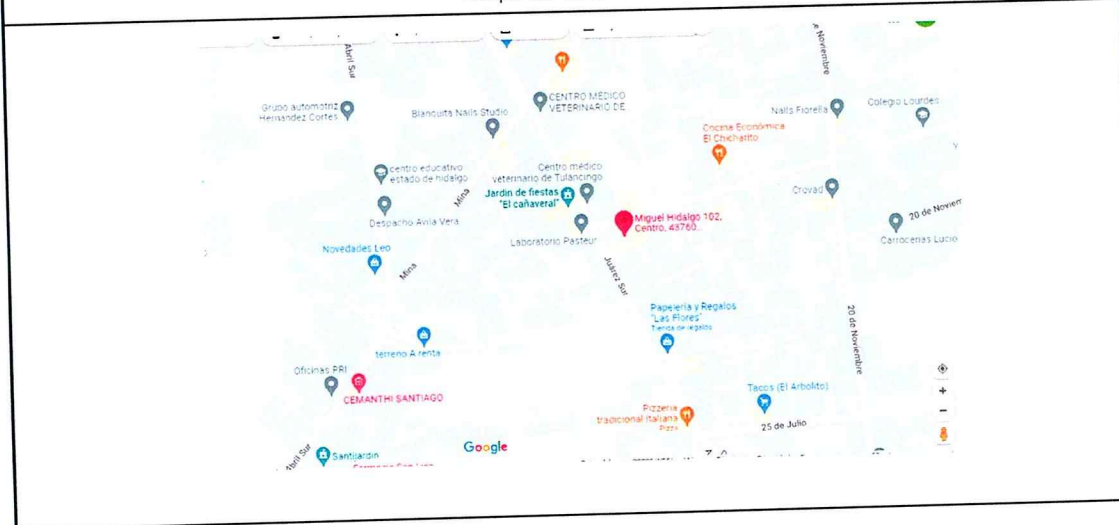 Abril Sur
e Noviembre
Grupo automotriz
Hernandez Cortes
Blanquita Nails Studio
CENTRO MEDICO
VETERINARIO DE
Nails Fiorella
Colegio Lourdes
Cocina Económica
El Chicharito
centro educativo
estado de hidalgo
Mina
Centro médico
veterinario de Tulancingo
Jardin de fiestas
"El cañaveral"
Crovad
20 de Noviem
Despacho Avila Vera
Laboratorio Pasteur
Miguel Hidalgo 102,
Centro, 43760...
Carrocerias Lucio
Novedades Leo
Mina
Juárez Sur
Papeleria y Regalos
"Las Flores"
Tienda de regalos
20 de Noviembre
terreno A renta
Oficinas PRI
CEMANTHI SANTIAGO
Tacos (El Arbolito)
Pizzeria
tradicional Italiana
Pizza
25 de Julio
Abril Sur
Santijardin
Google